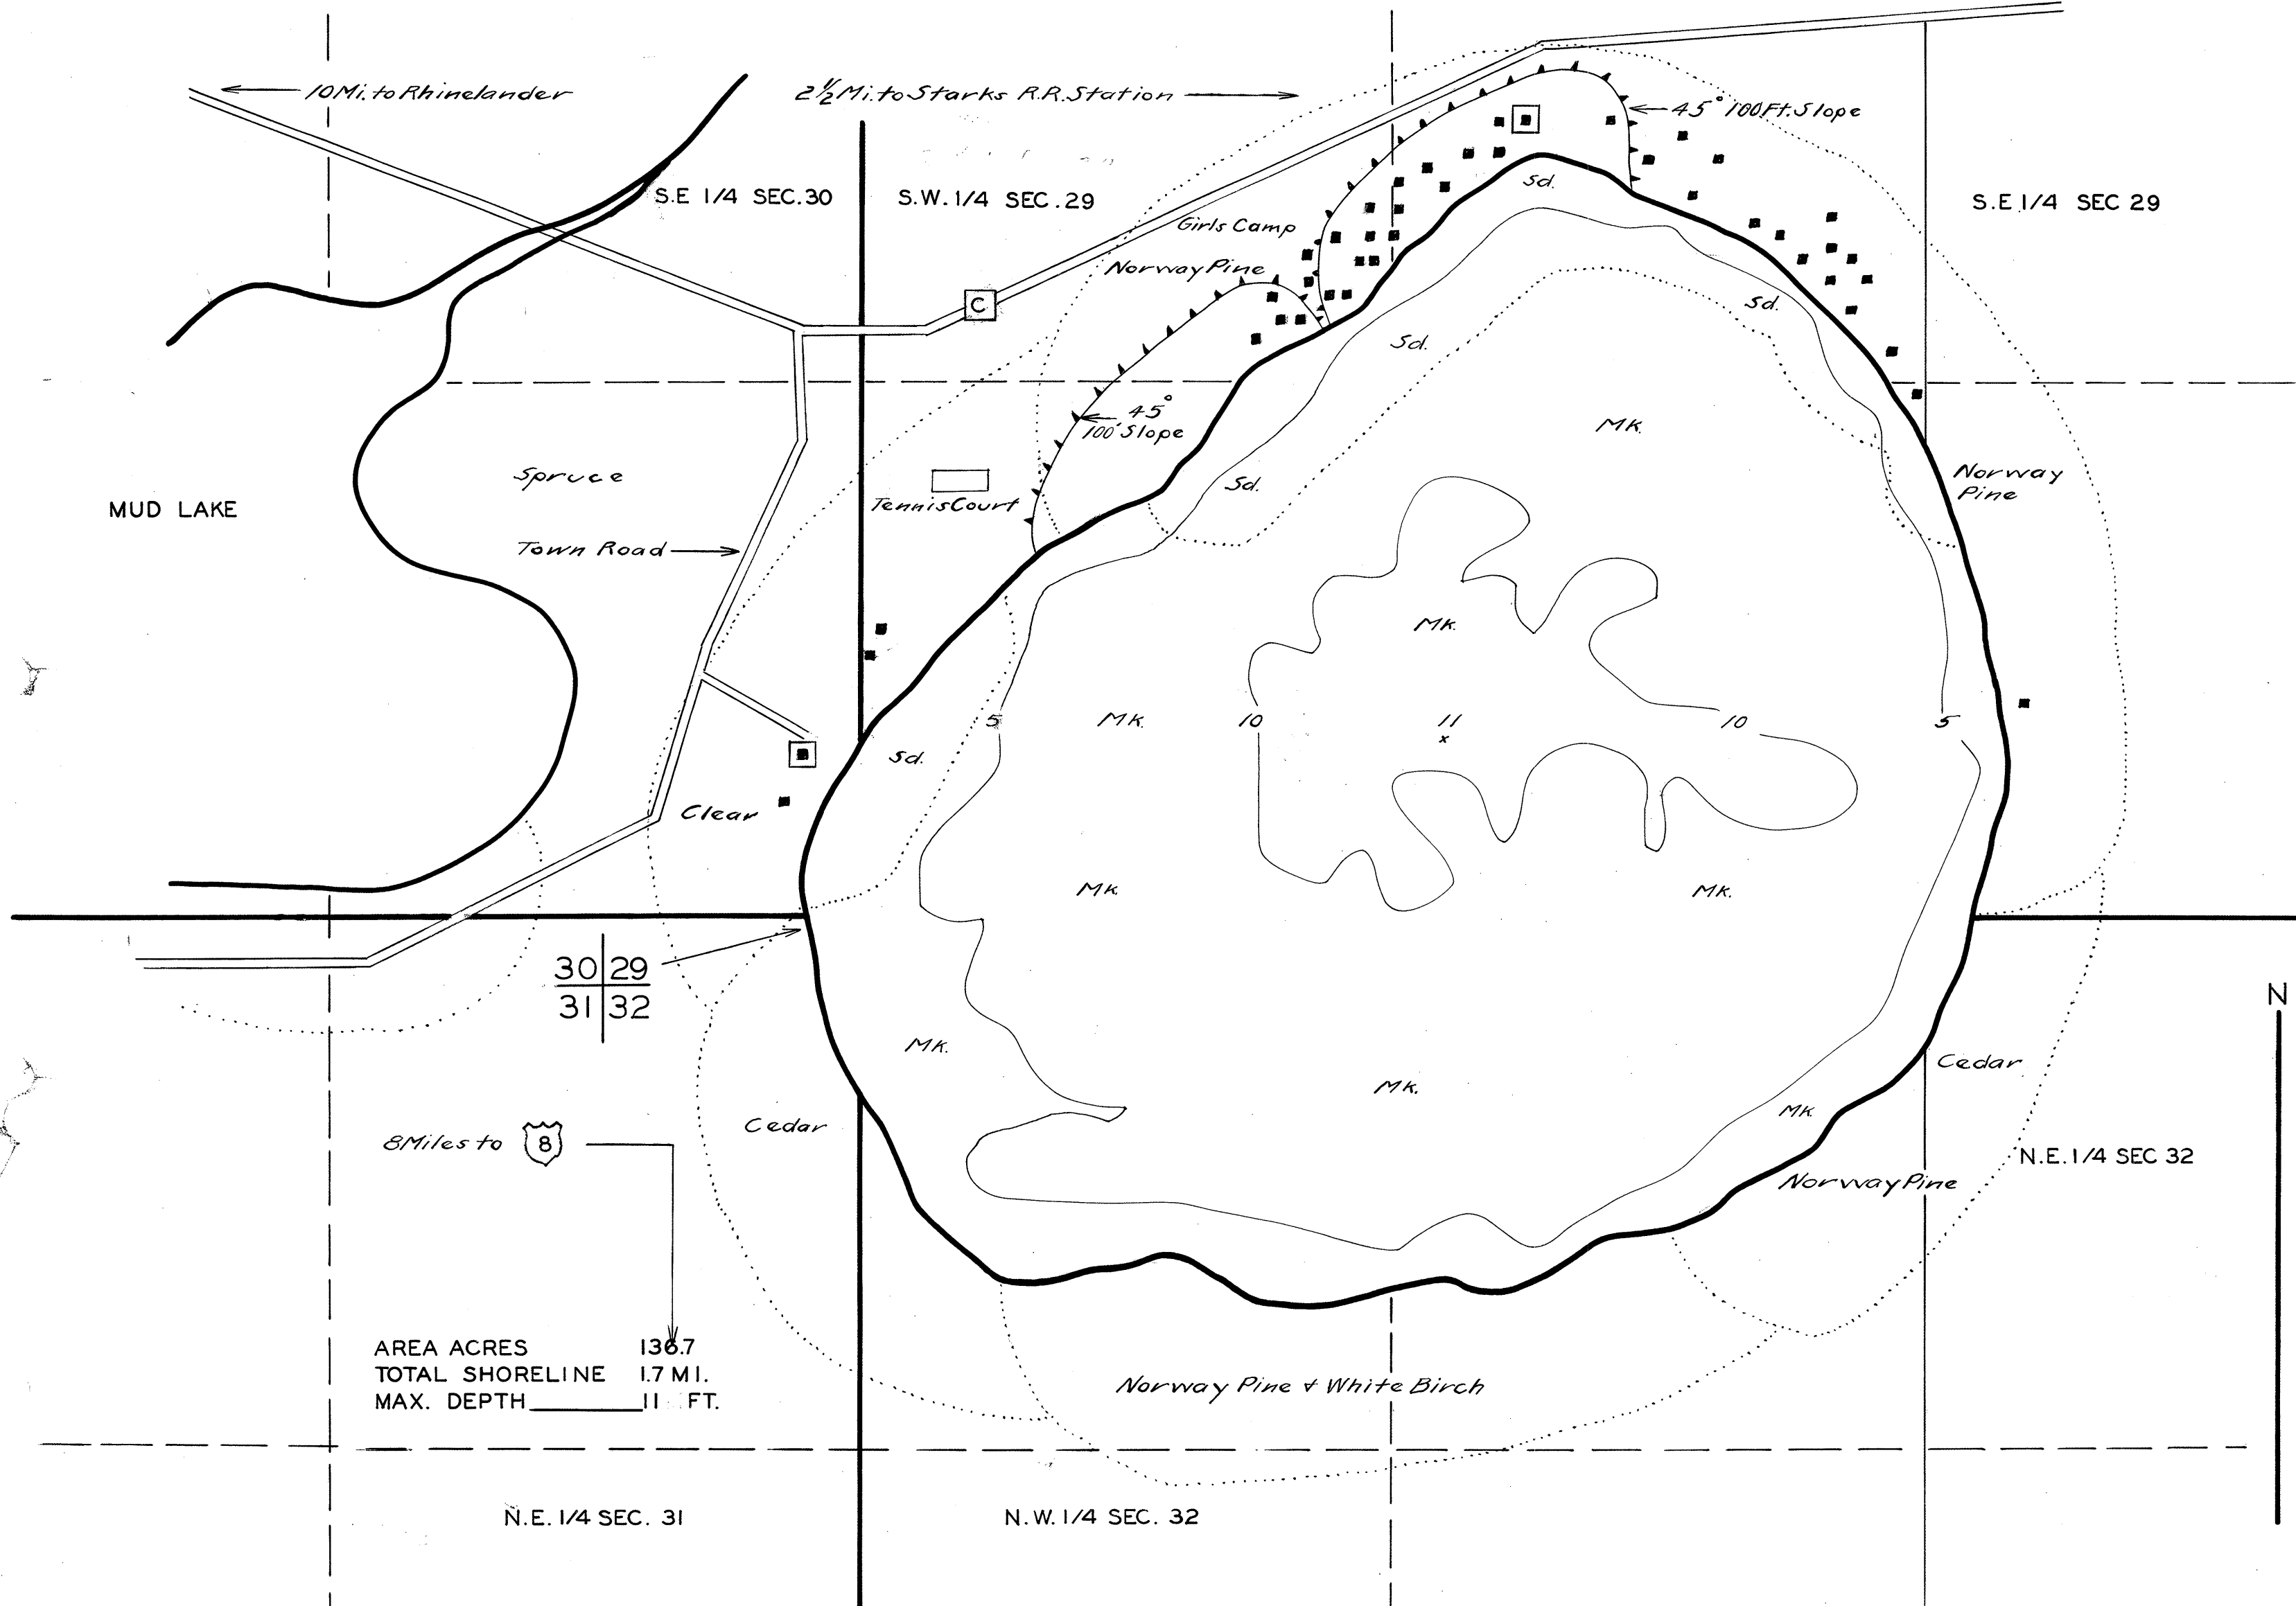 10 Mi. to Rhinelander
2 1/2 Mi. to Starks R.R. Station
45° 100 Ft. Slope
S.E 1/4 SEC. 30
S.W. 1/4 SEC. 29
Sd.
S.E. 1/4 SEC 29
Girls Camp
Norway Pine
C
Sd.
Sd.
45°
100' Slope
MK.
Spruce
Sd.
Norway
Pine
MUD LAKE
Tennis Court
Town Road
MK.
5
MK.
10
11
x
10
5
Sd.
Clear
MK.
MK.
30 29
31 32
N
MK.
Cedar
MK.
MK.
Cedar
8 Miles to 8
N.E. 1/4 SEC 32
Norway Pine
AREA ACRES 136.7
TOTAL SHORELINE 1.7 MI.
MAX. DEPTH 11 FT.
Norway Pine & White Birch
N.E. 1/4 SEC. 31
N.W. 1/4 SEC. 32